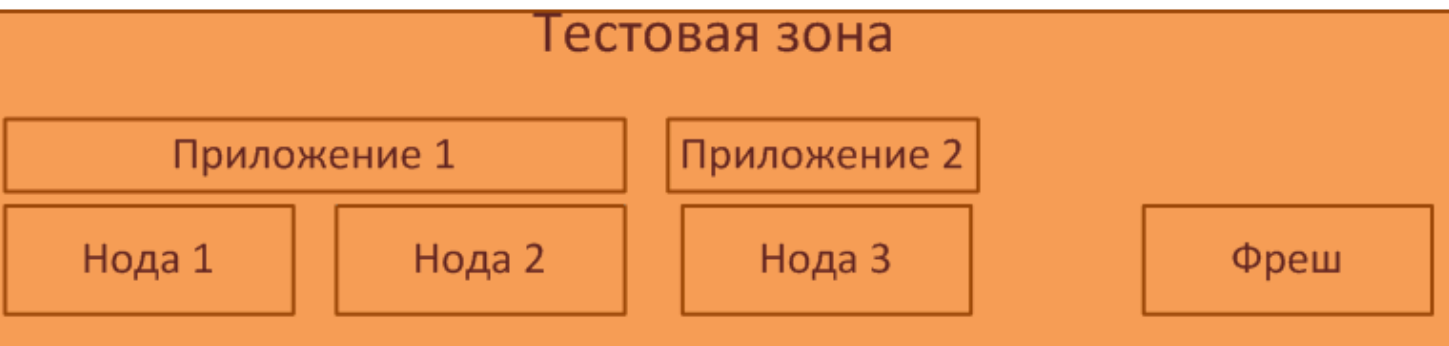 Тестовая зона
Приложение 1
Приложение 2
Нода 1
Нода 2
Нода 3
Фреш